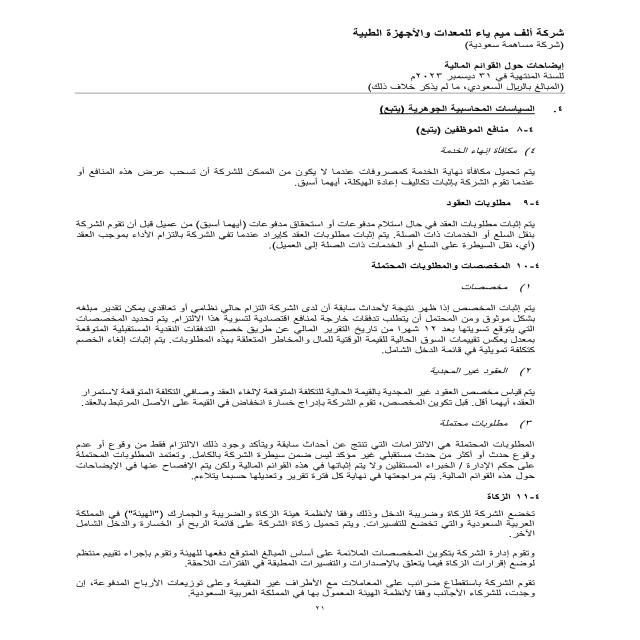 شركة ألف ميم ياء للمعدات والأجهزة الطبية
(شركة مساهمة سعودية)
إيضاحات حول القوائم المالية
للسنة المنتهية في ٣١ ديسمبر ٢٠٢٣م
(المبالغ بالريال السعودي، ما لم يذكر خلاف ذلك)
٤. السياسات المحاسبية الجوهرية (يتبع)
٤-٨ منافع الموظفين (يتبع)
٤) مكافأة إنهاء الخدمة
يتم تحميل مكافأة نهاية الخدمة كمصروفات عندما لا يكون من الممكن للشركة أن تسحب عرض هذه المنافع أو
عندما تقوم الشركة بإثبات تكاليف إعادة الهيكلة، أيهما أسبق.
٤-٩ مطلوبات العقود
يتم إثبات مطلوبات العقد في حال استلام مدفوعات أو استحقاق مدفوعات (أيهما أسبق) من عميل قبل أن تقوم الشركة
بنقل السلع أو الخدمات ذات الصلة. يتم إثبات مطلوبات العقد كإيراد عندما تفي الشركة بالتزام الأداء بموجب العقد
(أي، نقل السيطرة على السلع أو الخدمات ذات الصلة إلى العميل).
٤-١٠ المخصصات والمطلوبات المحتملة
١) مخصصات
يتم إثبات المخصص إذا ظهر نتيجة لأحداث سابقة أن لدى الشركة التزام حالي نظامي أو تعاقدي يمكن تقدير مبلغه
بشكل موثوق ومن المحتمل أن يتطلب تدفقات خارجة لمنافع اقتصادية لتسوية هذا الالتزام. يتم تحديد المخصصات
التي يتوقع تسويتها بعد ١٢ شهرا من تاريخ التقرير المالي عن طريق خصم التدفقات النقدية المستقبلية المتوقعة
بمعدل يعكس تقييمات السوق الحالية للقيمة الوقتية للمال والمخاطر المتعلقة بهذه المطلوبات. يتم إثبات إلغاء الخصم
كتكلفة تمويلية في قائمة الدخل الشامل.
٢) العقود غير المجدية
يتم قياس مخصص العقود غير المجدية بالقيمة الحالية للتكلفة المتوقعة لإلغاء العقد وصافي التكلفة المتوقعة لاستمرار
العقد، أيهما أقل. قبل تكوين المخصص، تقوم الشركة بإدراج خسارة انخفاض في القيمة على الأصل المرتبط بالعقد.
٣) مطلوبات محتملة
المطلوبات المحتملة هي الالتزامات التي تنتج عن أحداث سابقة ويتأكد وجود ذلك الالتزام فقط من وقوع أو عدم
وقوع حدث أو أكثر من حدث مستقبلي غير مؤكد ليس ضمن سيطرة الشركة بالكامل. وتعتمد المطلوبات المحتملة
على حكم الإدارة / الخبراء المستقلين ولا يتم إثباتها في هذه القوائم المالية ولكن يتم الإفصاح عنها في الإيضاحات
حول هذه القوائم المالية. يتم مراجعتها في نهاية كل فترة تقرير وتعديلها حسبما يتلاءم.
٤-١١ الزكاة
تخضع الشركة للزكاة وضريبة الدخل وذلك وفقا لأنظمة هيئة الزكاة والضريبة والجمارك ("الهيئة") في المملكة
العربية السعودية والتي تخضع للتفسيرات. ويتم تحميل زكاة الشركة على قائمة الربح أو الخسارة والدخل الشامل
الآخر.
وتقوم إدارة الشركة بتكوين المخصصات الملائمة على أساس المبالغ المتوقع دفعها للهيئة وتقوم بإجراء تقييم منتظم
لوضع إقرارات الزكاة فيما يتعلق بالإصدارات والتفسيرات المطبقة في الفترات اللاحقة.
تقوم الشركة باستقطاع ضرائب على المعاملات مع الأطراف غير المقيمة وعلى توزيعات الأرباح المدفوعة، إن
وجدت، للشركاء الأجانب وفقا لأنظمة الهيئة المعمول بها في المملكة العربية السعودية.
٢١